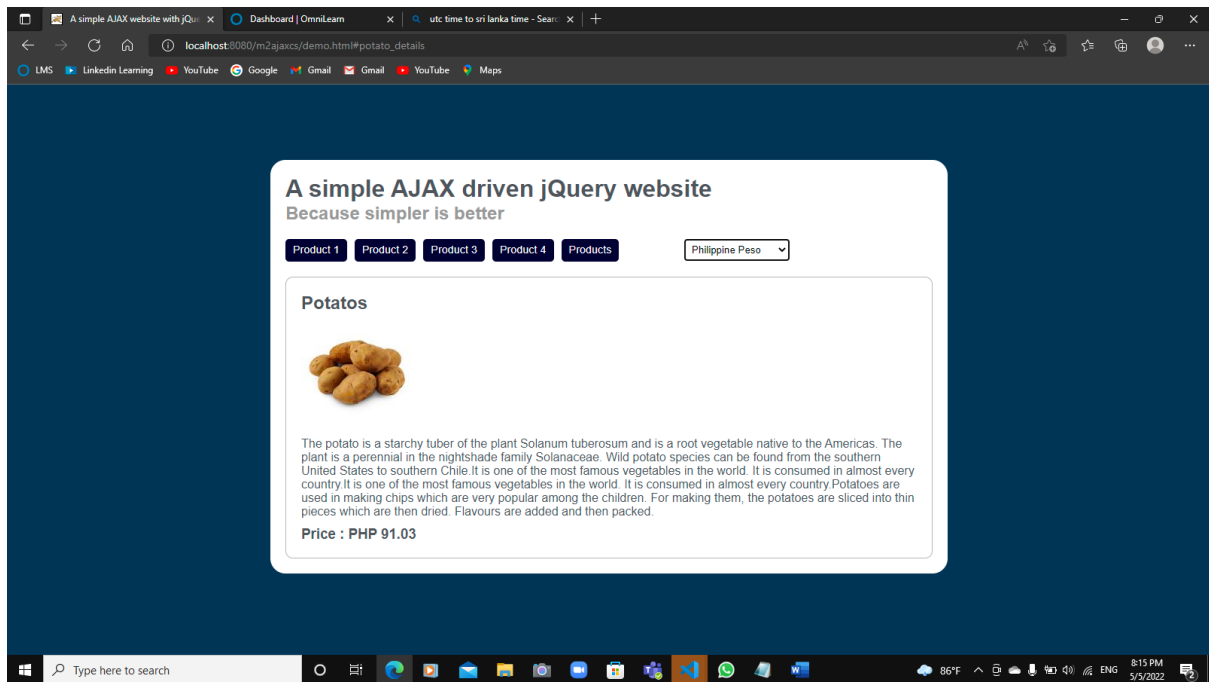 A simple AJAX website with jQue
Dashboard | OmniLearn
utc time to sri lanka time - Searc
localhost:8080/m2ajaxcs/demo.html#potato_details
LMS
Linkedin Learning
YouTube
Google
Gmail
Gmail
YouTube
Maps
A simple AJAX driven jQuery website
Because simpler is better
Product 1
Product 2
Product 3
Product 4
Products
Philippine Peso
Potatos
The potato is a starchy tuber of the plant Solanum tuberosum and is a root vegetable native to the Americas. The
plant is a perennial in the nightshade family Solanaceae. Wild potato species can be found from the southern
United States to southern Chile.It is one of the most famous vegetables in the world. It is consumed in almost every
country.It is one of the most famous vegetables in the world. It is consumed in almost every country.Potatoes are
used in making chips which are very popular among the children. For making them, the potatoes are sliced into thin
pieces which are then dried. Flavours are added and then packed.
Price : PHP 91.03
Type here to search
86°F
ENG
8:15 PM
5/5/2022
2